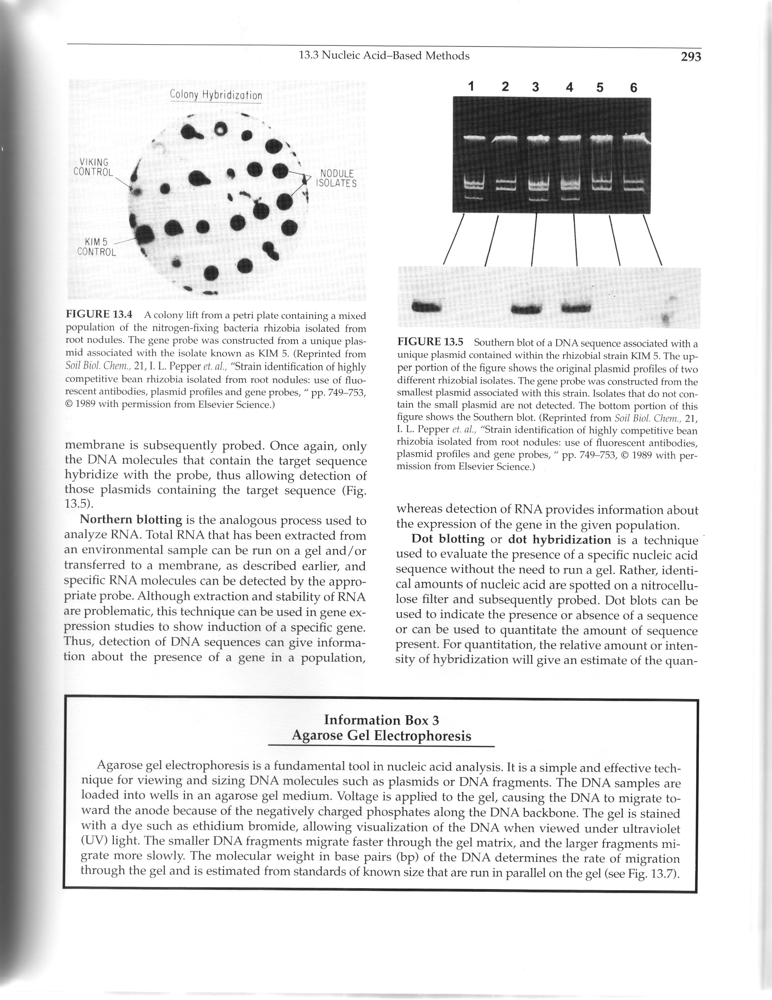 13.3 Nucleic Acid–Based Methods
293
Colony Hybridization
VIKING
CONTROL
NODULE
ISOLATES
KIM 5
CONTROL
FIGURE 13.4 A colony lift from a petri plate containing a mixed
population of the nitrogen-fixing bacteria rhizobia isolated from
root nodules. The gene probe was constructed from a unique plas-
mid associated with the isolate known as KIM 5. (Reprinted from
Soil Biol. Chem., 21, I. L. Pepper et. al., “Strain identification of highly
competitive bean rhizobia isolated from root nodules: use of fluo-
rescent antibodies, plasmid profiles and gene probes, “ pp. 749–753,
© 1989 with permission from Elsevier Science.)
membrane is subsequently probed. Once again, only
the DNA molecules that contain the target sequence
hybridize with the probe, thus allowing detection of
those plasmids containing the target sequence (Fig.
13.5).
Northern blotting is the analogous process used to
analyze RNA. Total RNA that has been extracted from
an environmental sample can be run on a gel and/or
transferred to a membrane, as described earlier, and
specific RNA molecules can be detected by the appro-
priate probe. Although extraction and stability of RNA
are problematic, this technique can be used in gene ex-
pression studies to show induction of a specific gene.
Thus, detection of DNA sequences can give informa-
tion about the presence of a gene in a population,
1 2 3 4 5 6
FIGURE 13.5 Southern blot of a DNA sequence associated with a
unique plasmid contained within the rhizobial strain KIM 5. The up-
per portion of the figure shows the original plasmid profiles of two
different rhizobial isolates. The gene probe was constructed from the
smallest plasmid associated with this strain. Isolates that do not con-
tain the small plasmid are not detected. The bottom portion of this
figure shows the Southern blot. (Reprinted from Soil Biol. Chem., 21,
I. L. Pepper et. al., “Strain identification of highly competitive bean
rhizobia isolated from root nodules: use of fluorescent antibodies,
plasmid profiles and gene probes, “ pp. 749–753, © 1989 with per-
mission from Elsevier Science.)
whereas detection of RNA provides information about
the expression of the gene in the given population.
Dot blotting or dot hybridization is a technique
used to evaluate the presence of a specific nucleic acid
sequence without the need to run a gel. Rather, identi-
cal amounts of nucleic acid are spotted on a nitrocellu-
lose filter and subsequently probed. Dot blots can be
used to indicate the presence or absence of a sequence
or can be used to quantitate the amount of sequence
present. For quantitation, the relative amount or inten-
sity of hybridization will give an estimate of the quan-
Information Box 3
Agarose Gel Electrophoresis
Agarose gel electrophoresis is a fundamental tool in nucleic acid analysis. It is a simple and effective tech-
nique for viewing and sizing DNA molecules such as plasmids or DNA fragments. The DNA samples are
loaded into wells in an agarose gel medium. Voltage is applied to the gel, causing the DNA to migrate to-
ward the anode because of the negatively charged phosphates along the DNA backbone. The gel is stained
with a dye such as ethidium bromide, allowing visualization of the DNA when viewed under ultraviolet
(UV) light. The smaller DNA fragments migrate faster through the gel matrix, and the larger fragments mi-
grate more slowly. The molecular weight in base pairs (bp) of the DNA determines the rate of migration
through the gel and is estimated from standards of known size that are run in parallel on the gel (see Fig. 13.7).